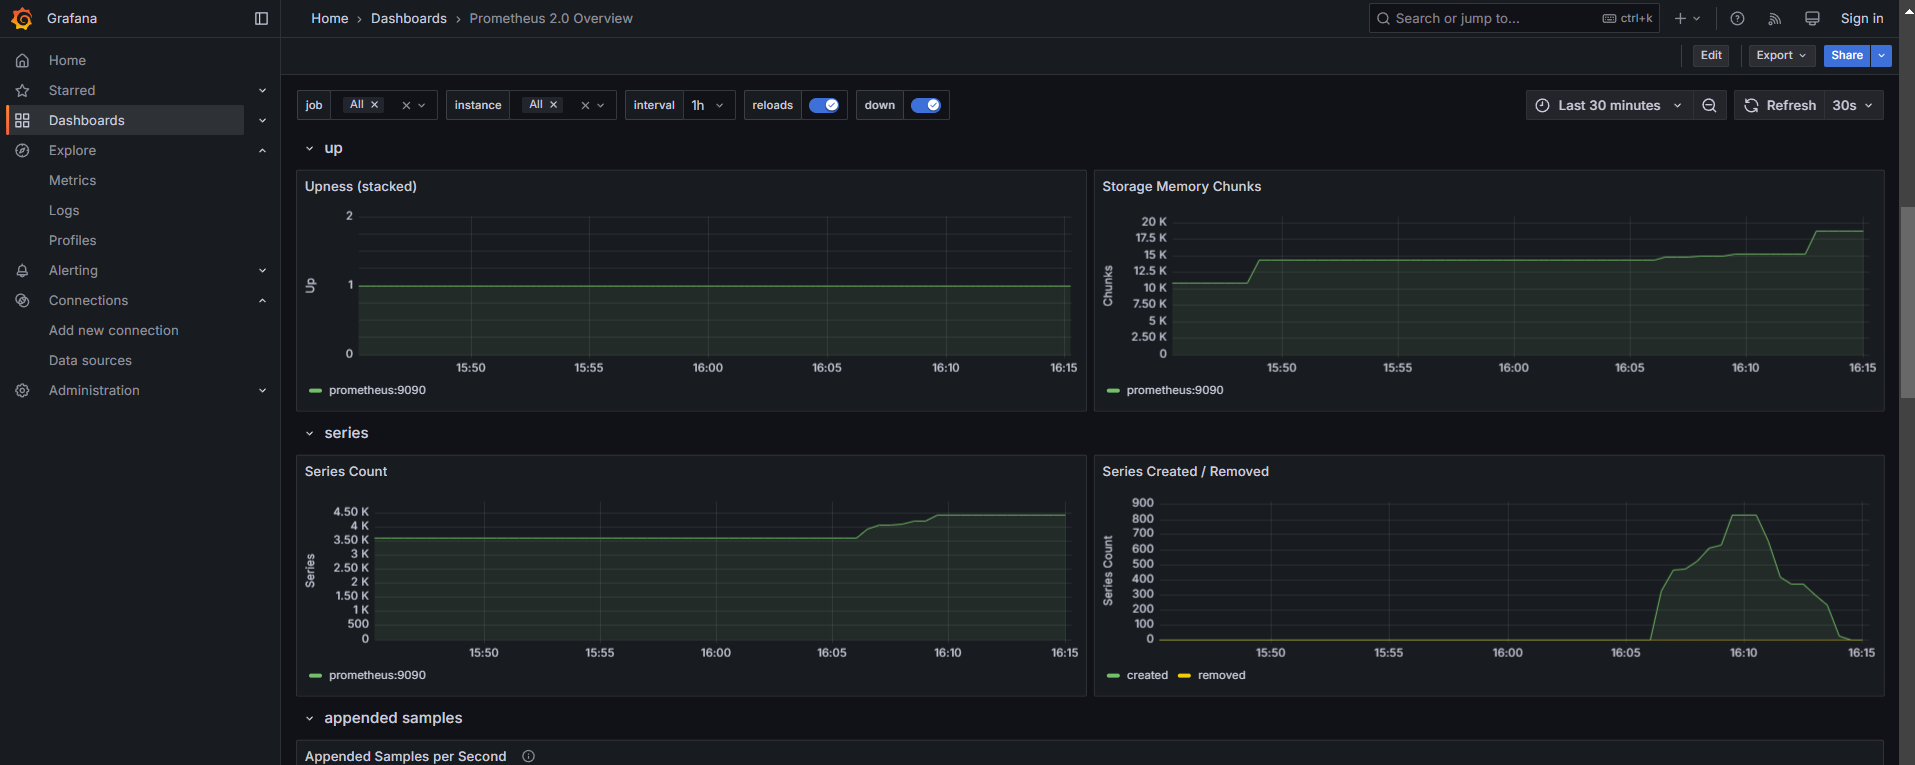 Grafana
Home › Dashboards › Prometheus 2.0 Overview
Search or jump to... ctrl+k
Sign in
Edit
Export
Share
Home
Starred
Dashboards
Explore
Metrics
Logs
Profiles
Alerting
Connections
Add new connection
Data sources
Administration
job All
instance All
interval 1h
reloads
down
Last 30 minutes
Refresh 30s
up
Upness (stacked)
Up
2
1
0
15:50 15:55 16:00 16:05 16:10 16:15
prometheus:9090
Storage Memory Chunks
Chunks
20 K
17.5 K
15 K
12.5 K
10 K
7.50 K
5 K
2.50 K
0
15:50 15:55 16:00 16:05 16:10 16:15
prometheus:9090
series
Series Count
Series
4.50 K
4 K
3.50 K
3 K
2.50 K
2 K
1.50 K
1 K
500
0
15:50 15:55 16:00 16:05 16:10 16:15
prometheus:9090
Series Created / Removed
Series Count
900
800
700
600
500
400
300
200
100
0
15:50 15:55 16:00 16:05 16:10 16:15
created removed
appended samples
Appended Samples per Second